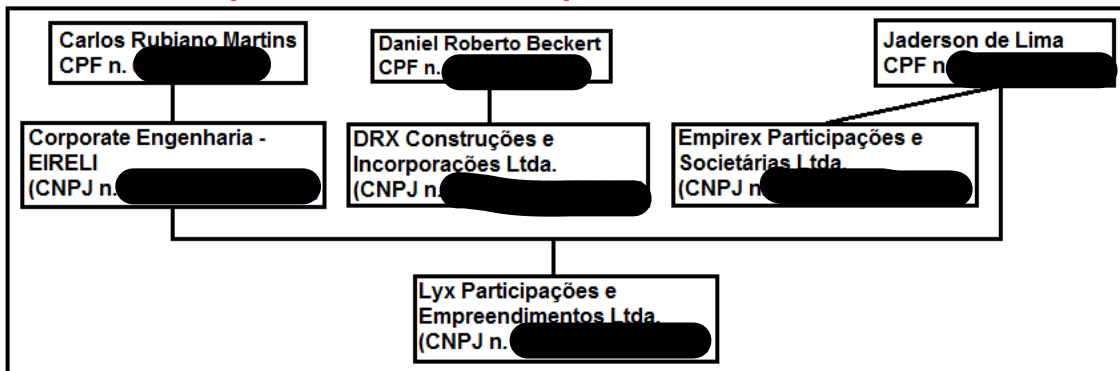 Carlos Rubiano Martins
CPF n.
Daniel Roberto Beckert
CPF n.
Jaderson de Lima
CPF n
Corporate Engenharia -
EIRELI
(CNPJ n.
DRX Construções e
Incorporações Ltda.
(CNPJ n.
Empirex Participações e
Societárias Ltda.
(CNPJ n
Lyx Participações e
Empreendimentos Ltda.
(CNPJ n.